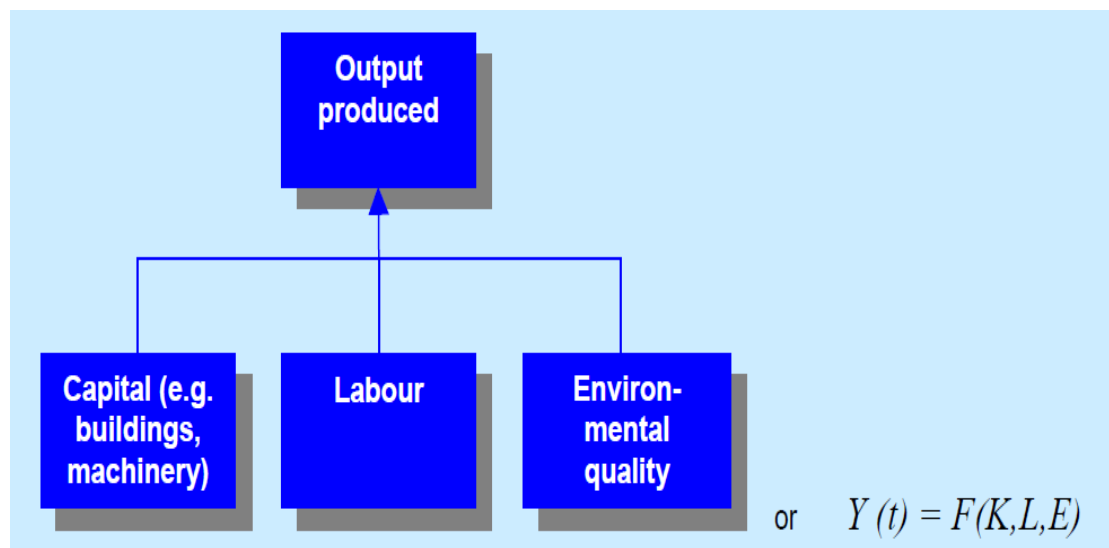 Output
produced
Capital (e.g.
buildings,
machinery)
Labour
Environ-
mental
quality
or Y (t) = F(K,L,E)